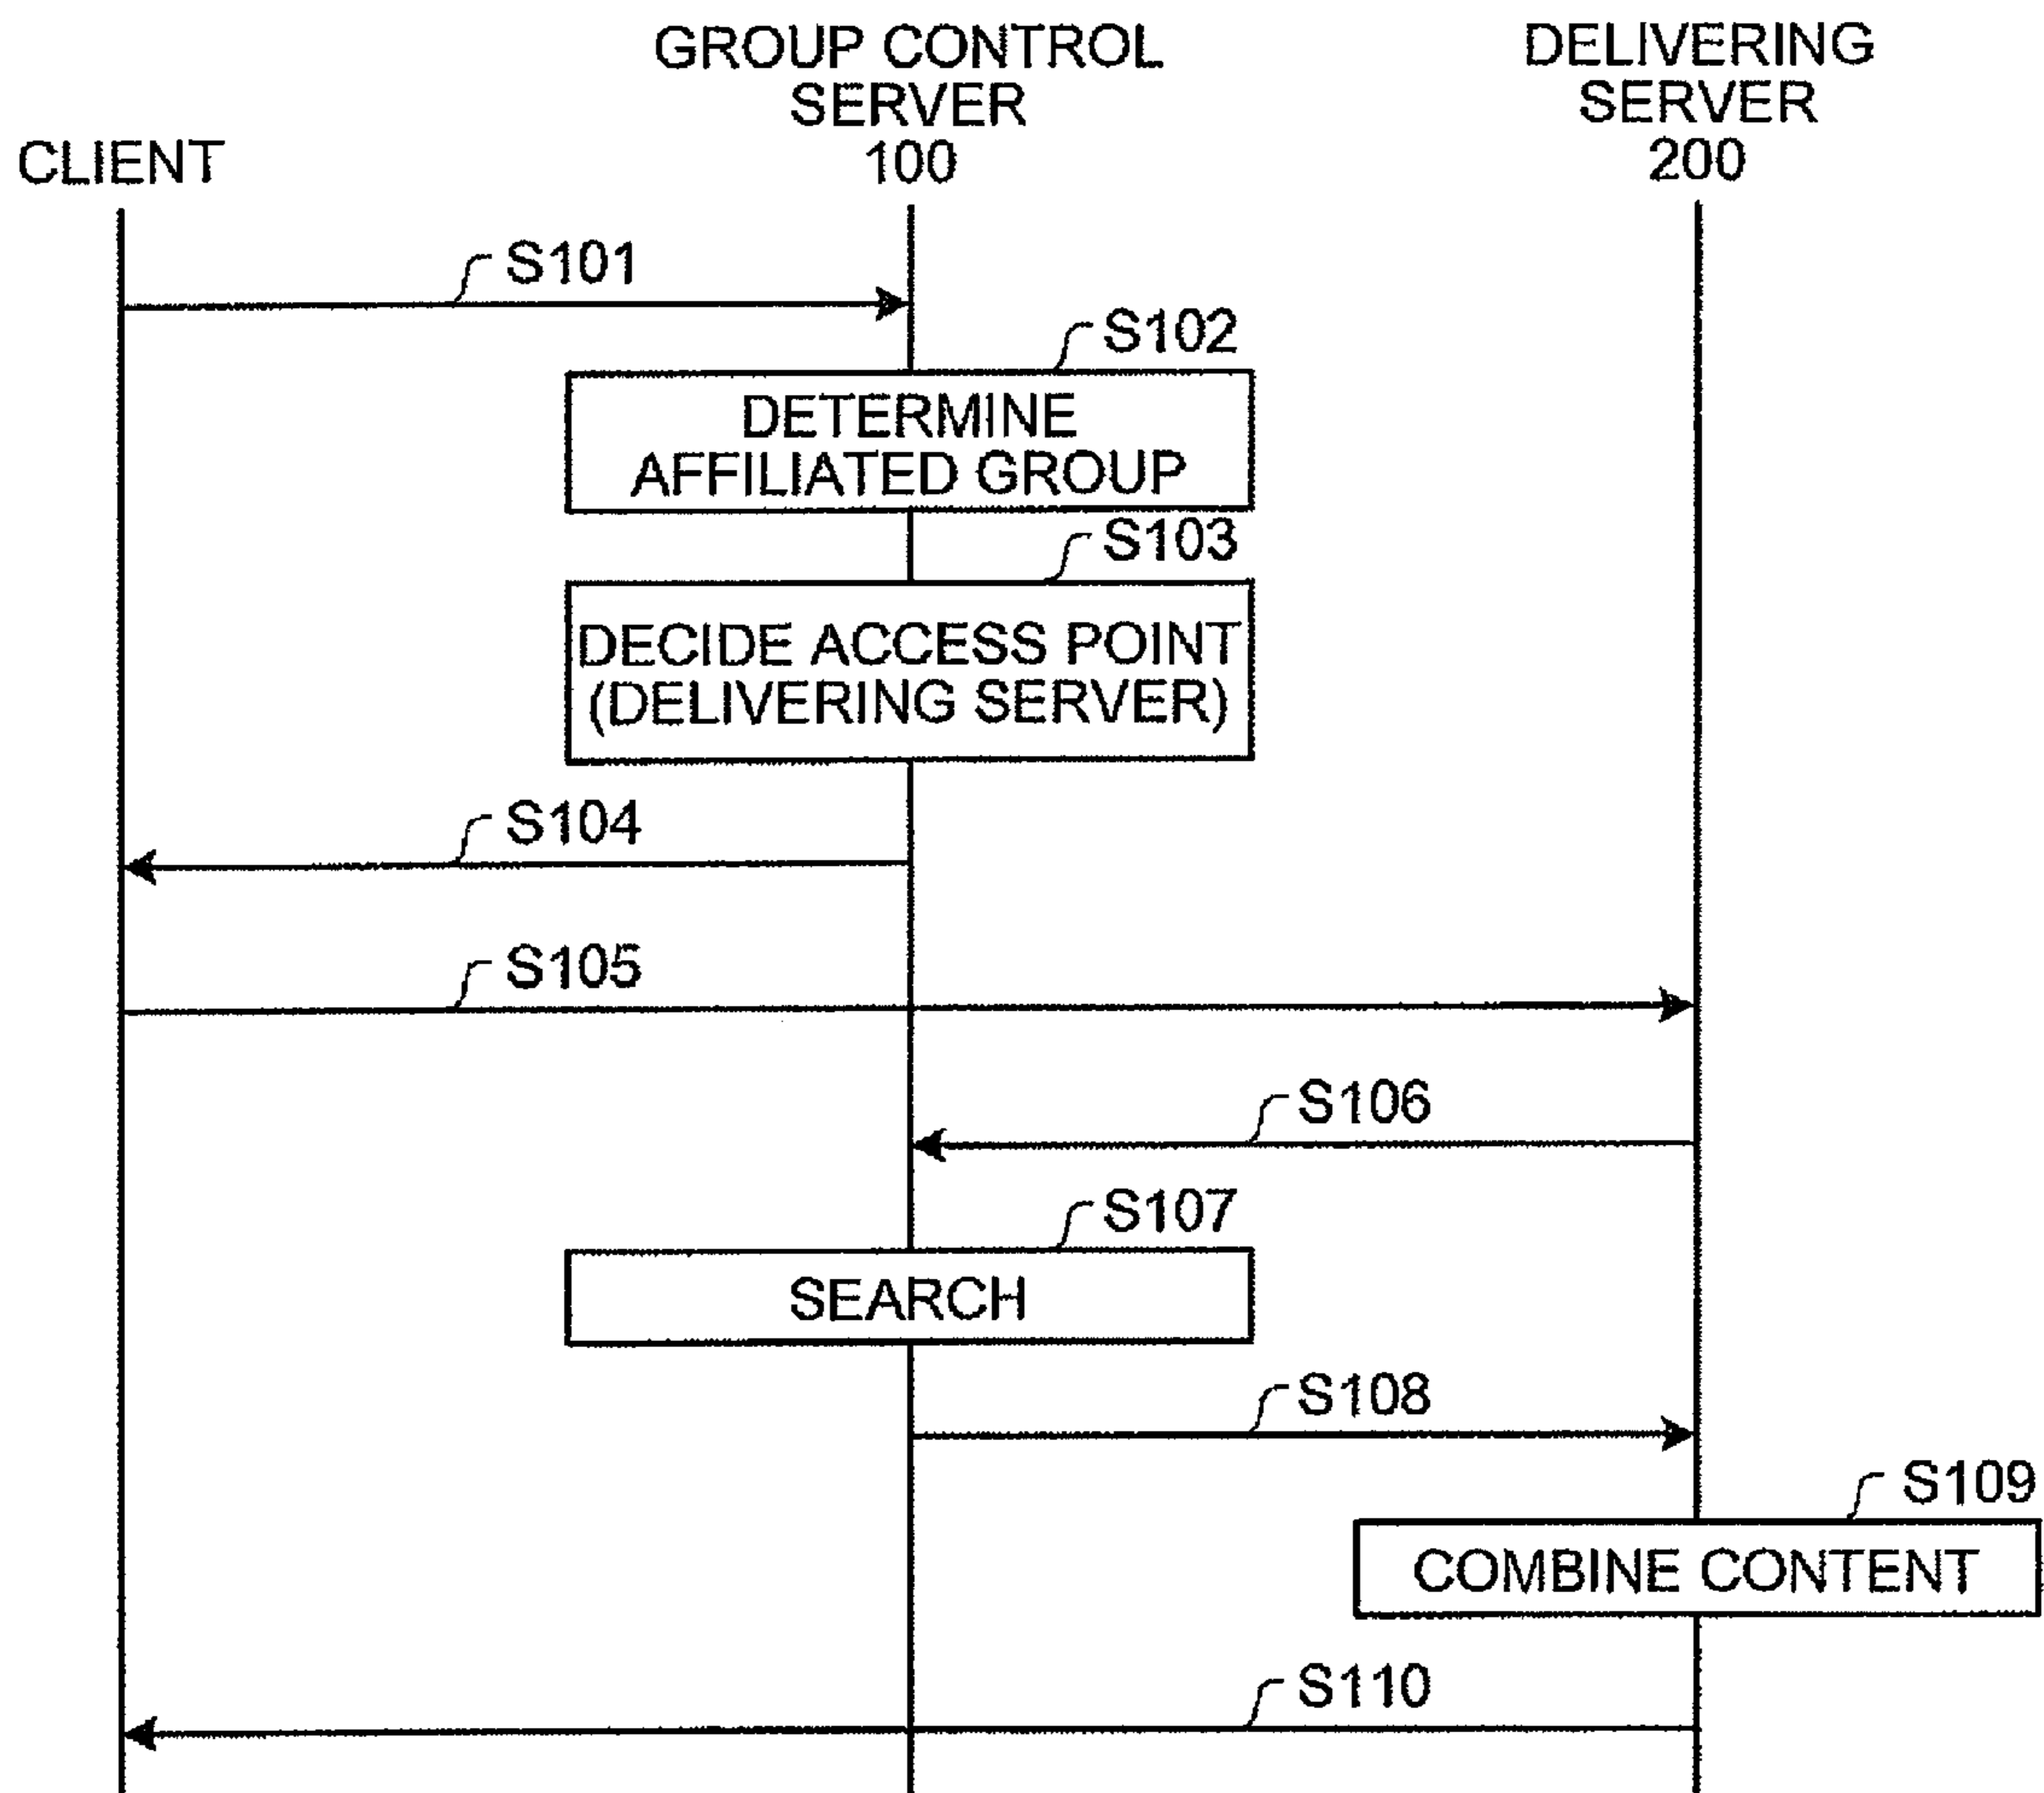 GROUP CONTROL
SERVER
100
DELIVERING
SERVER
200
CLIENT
S101
S102
DETERMINE
AFFILIATED GROUP
S103
DECIDE ACCESS POINT
(DELIVERING SERVER)
S104
S105
S106
S107
SEARCH
S108
S109
COMBINE CONTENT
S110